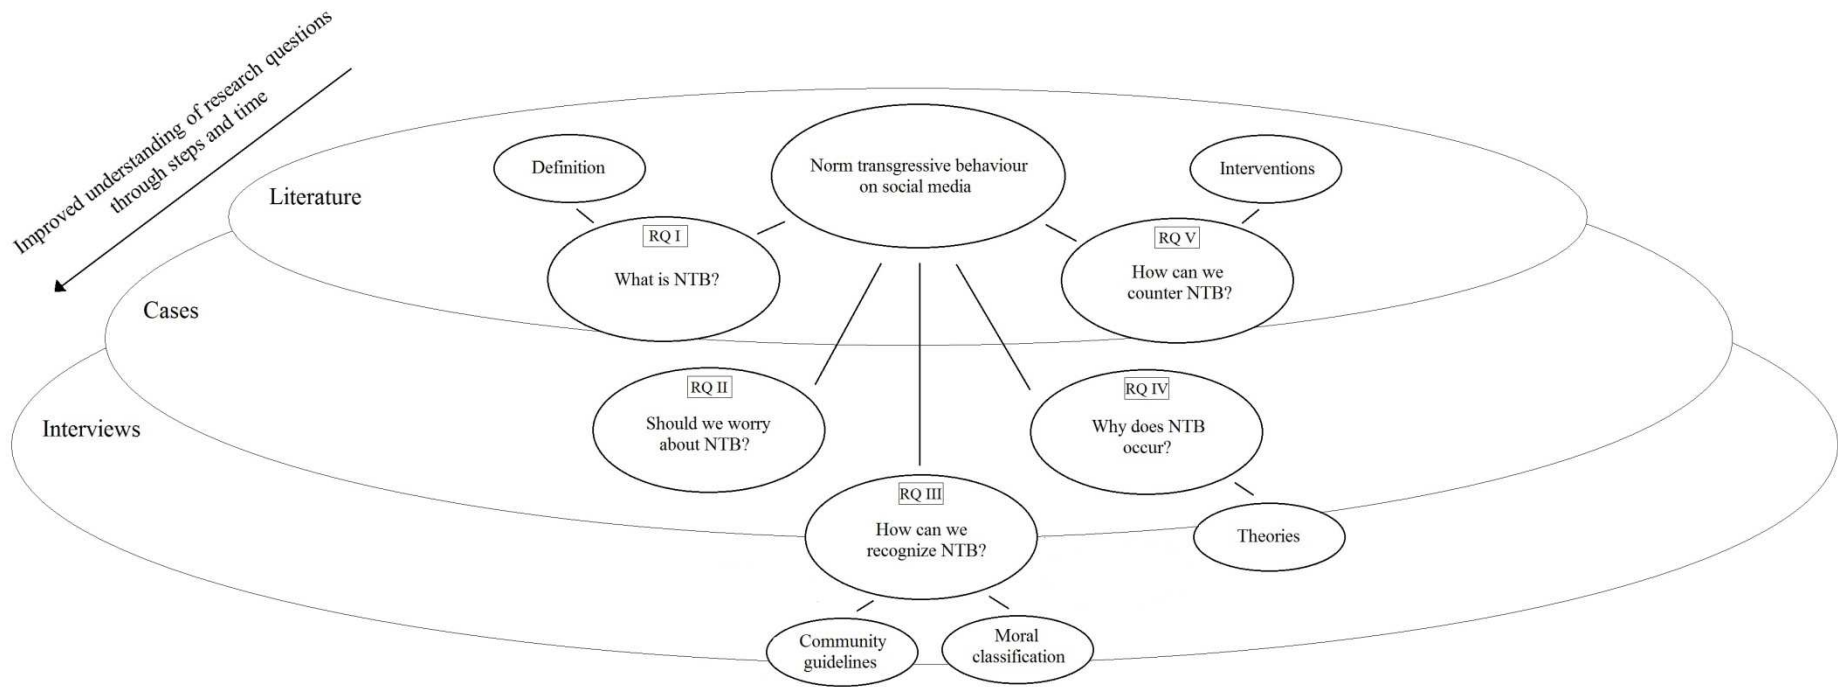 Improved understanding of research questions
through steps and time
Literature
Cases
Interviews
Norm transgressive behaviour
on social media
Definition
Interventions
RQ I
What is NTB?
RQ V
How can we
counter NTB?
RQ II
Should we worry
about NTB?
RQ IV
Why does NTB
occur?
RQ III
How can we
recognize NTB?
Theories
Community
guidelines
Moral
classification